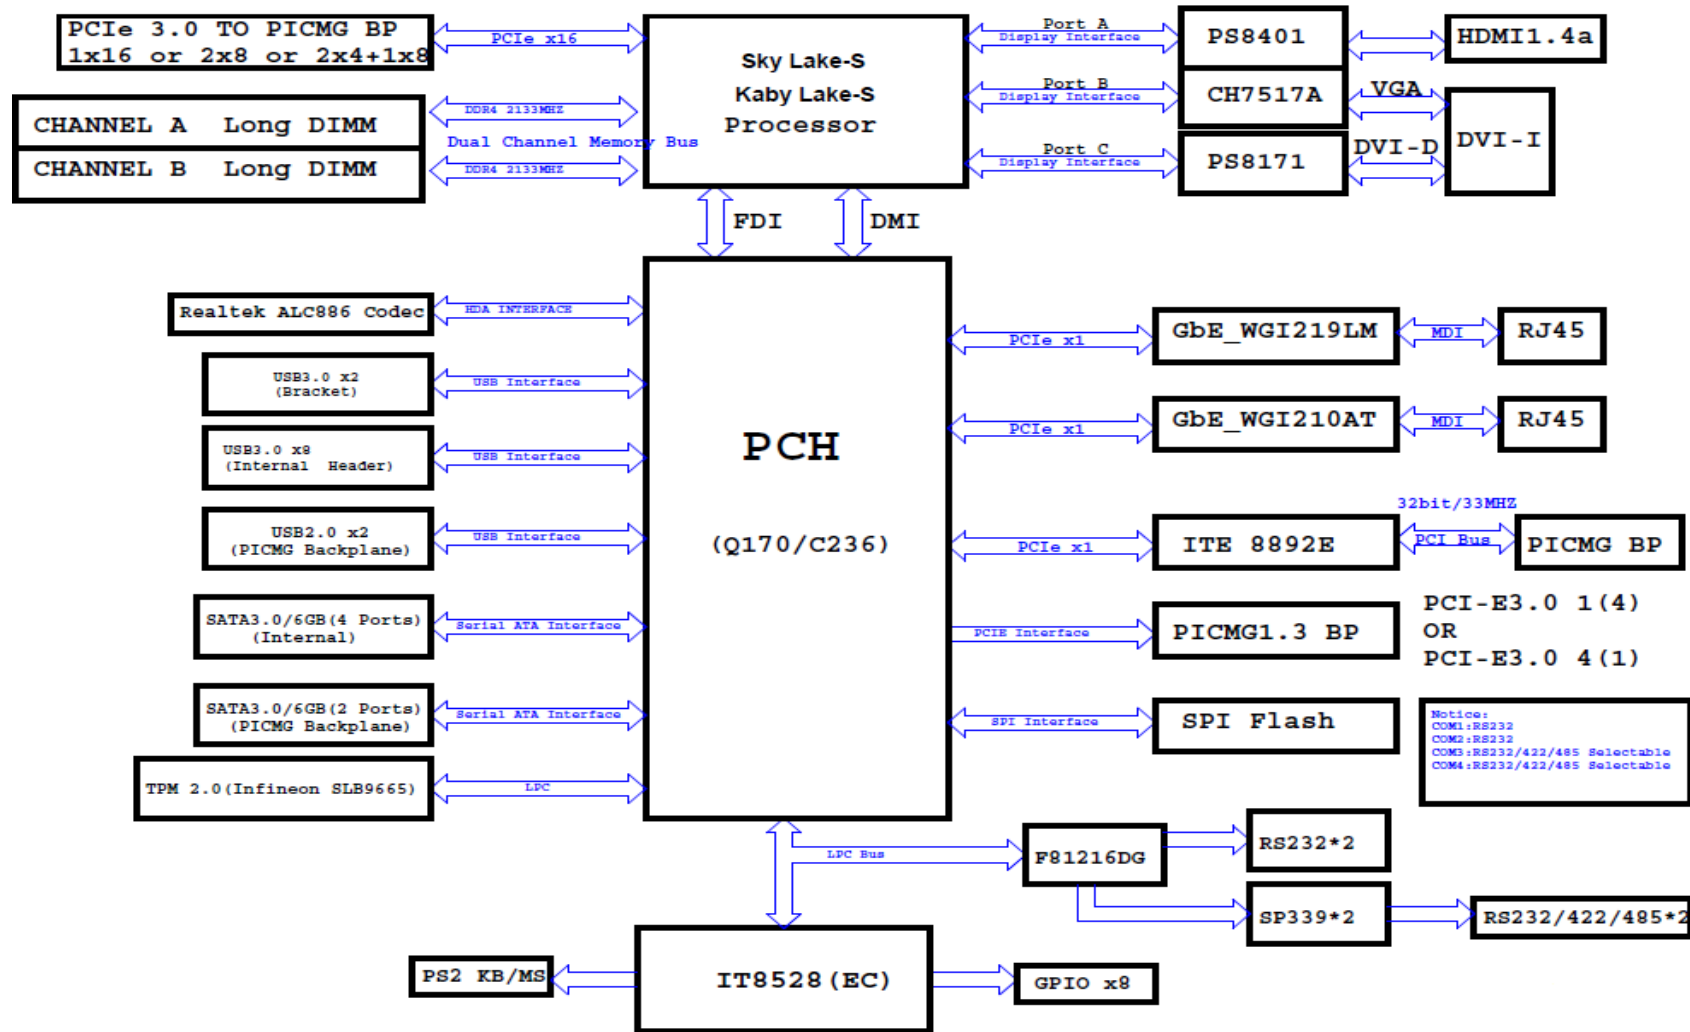 PCIe 3.0 TO PICMG BP
1x16 or 2x8 or 2x4+1x8
PCIe x16
Sky Lake-S
Kaby Lake-S
Processor
Port A
Display Interface
PS8401
HDMI1.4a
Port B
Display Interface
CH7517A
VGA
DVI-I
Port C
Display Interface
PS8171
DVI-D
CHANNEL A Long DIMM
DDR4 2133MHZ
Dual Channel Memory Bus
CHANNEL B Long DIMM
DDR4 2133MHZ
FDI
DMI
PCH
(Q170/C236)
Realtek ALC886 Codec
HDA INTERFACE
USB3.0 x2
(Bracket)
USB Interface
USB3.0 x8
(Internal Header)
USB Interface
USB2.0 x2
(PICMG Backplane)
USB Interface
SATA3.0/6GB(4 Ports)
(Internal)
Serial ATA Interface
SATA3.0/6GB(2 Ports)
(PICMG Backplane)
Serial ATA Interface
TPM 2.0(Infineon SLB9665)
LPC
PCIe x1
GbE_WGI219LM
MDI
RJ45
PCIe x1
GbE_WGI210AT
MDI
RJ45
PCIe x1
ITE 8892E
32bit/33MHZ
PCI Bus
PICMG BP
PCIE Interface
PICMG1.3 BP
PCI-E3.0 1(4)
OR
PCI-E3.0 4(1)
SPI Interface
SPI Flash
Notice:
COM1:RS232
COM2:RS232
COM3:RS232/422/485 Selectable
COM4:RS232/422/485 Selectable
LPC Bus
F81216DG
RS232*2
SP339*2
RS232/422/485*2
PS2 KB/MS
IT8528(EC)
GPIO x8